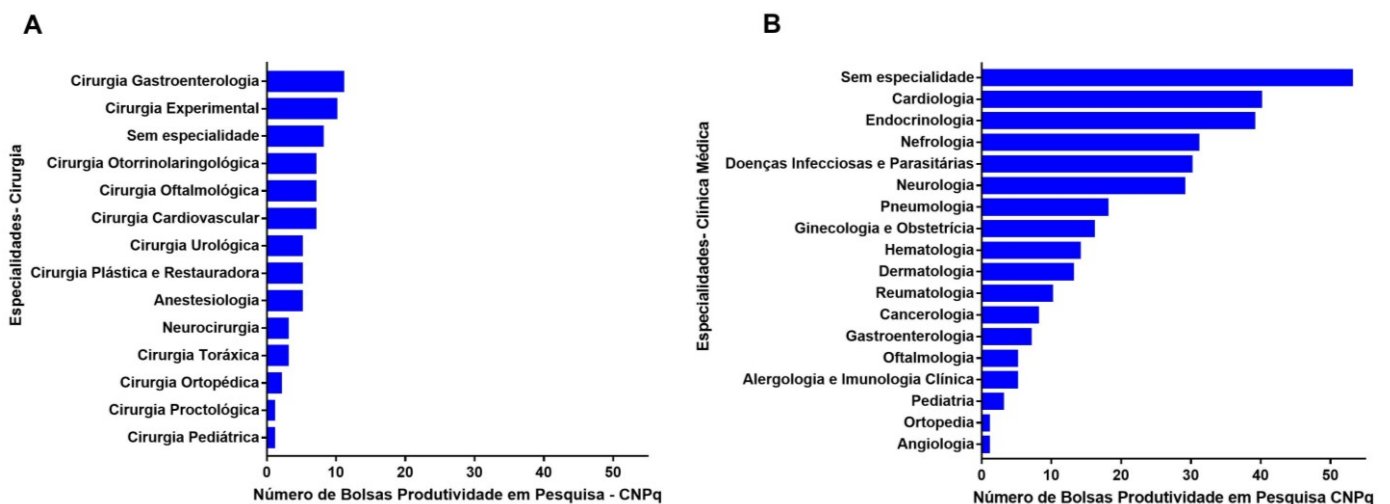 A
Especialidades- Cirurgia
Cirurgia Gastroenterologia
Cirurgia Experimental
Sem especialidade
Cirurgia Otorrinolaringológica
Cirurgia Oftalmológica
Cirurgia Cardiovascular
Cirurgia Urológica
Cirurgia Plástica e Restauradora
Anestesiologia
Neurocirurgia
Cirurgia Toráxica
Cirurgia Ortopédica
Cirurgia Proctológica
Cirurgia Pediátrica
0 10 20 30 40 50
Número de Bolsas Produtividade em Pesquisa - CNPq
B
Especialidades- Clínica Médica
Sem especialidade
Cardiologia
Endocrinologia
Nefrologia
Doenças Infecciosas e Parasitárias
Neurologia
Pneumologia
Ginecologia e Obstetrícia
Hematologia
Dermatologia
Reumatologia
Cancerologia
Gastroenterologia
Oftalmologia
Alergologia e Imunologia Clínica
Pediatria
Ortopedia
Angiologia
0 10 20 30 40 50
Número de Bolsas Produtividade em Pesquisa CNPq